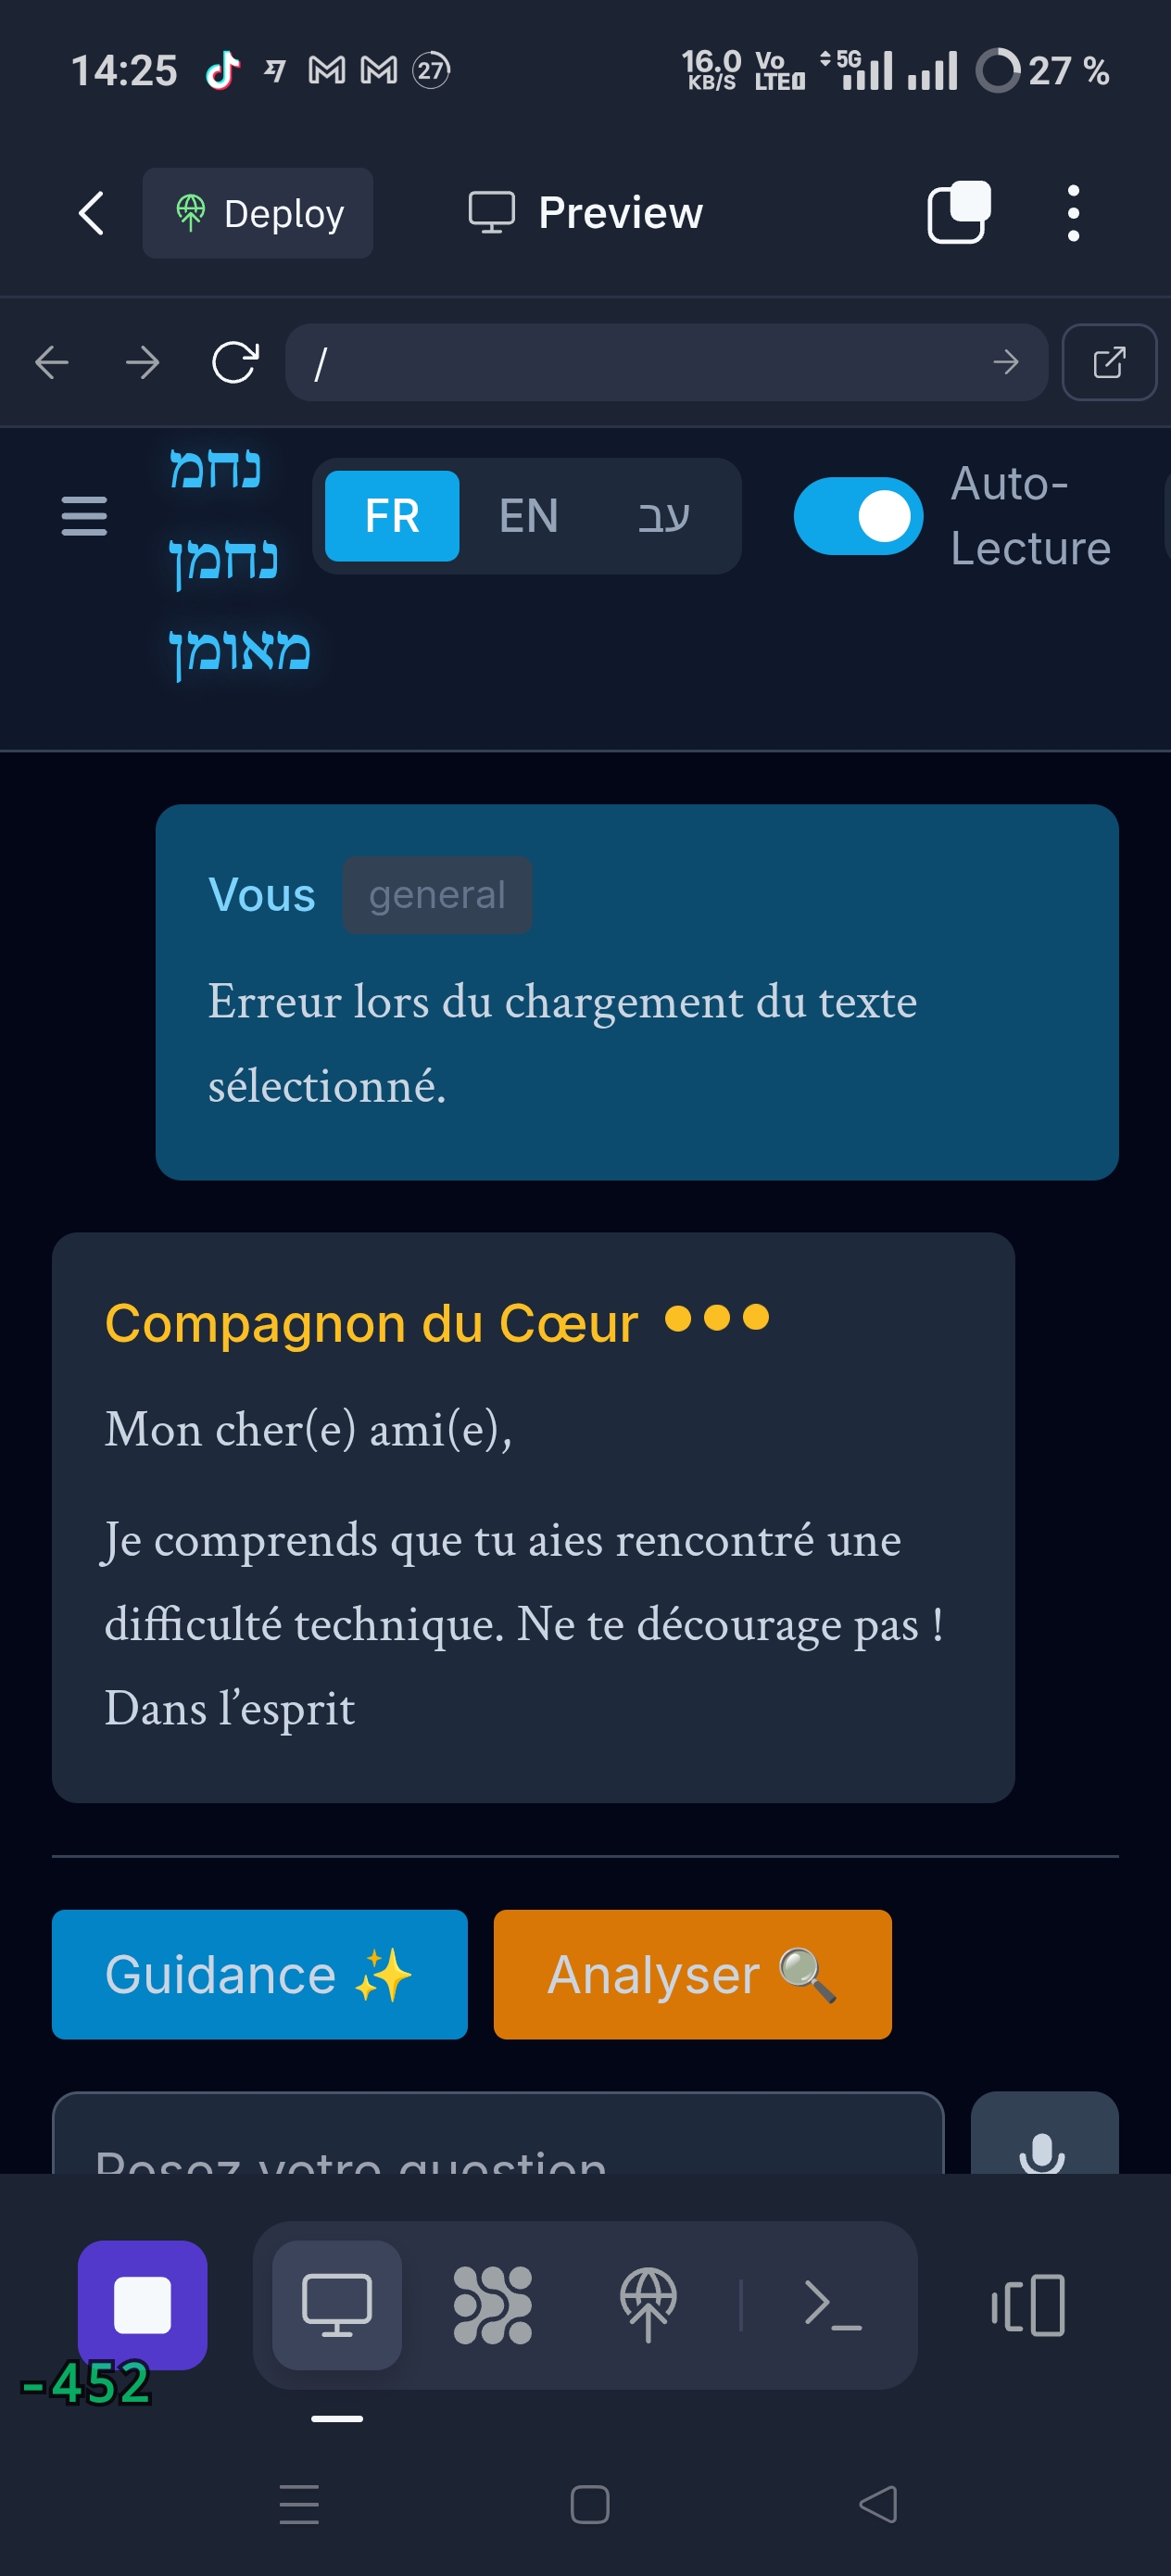 14:25
27
16.0 KB/S
Vo LTE
5G
27 %
Deploy
Preview
/
נחמ
נחמן
מאומן
FR
EN
עב
Auto-
Lecture
Vous
general
Erreur lors du chargement du texte
sélectionné.
Compagnon du Cœur
Mon cher(e) ami(e),
Je comprends que tu aies rencontré une
difficulté technique. Ne te décourage pas !
Dans l’esprit
Guidance ✨
Analyser 🔍
Posez votre question
-452